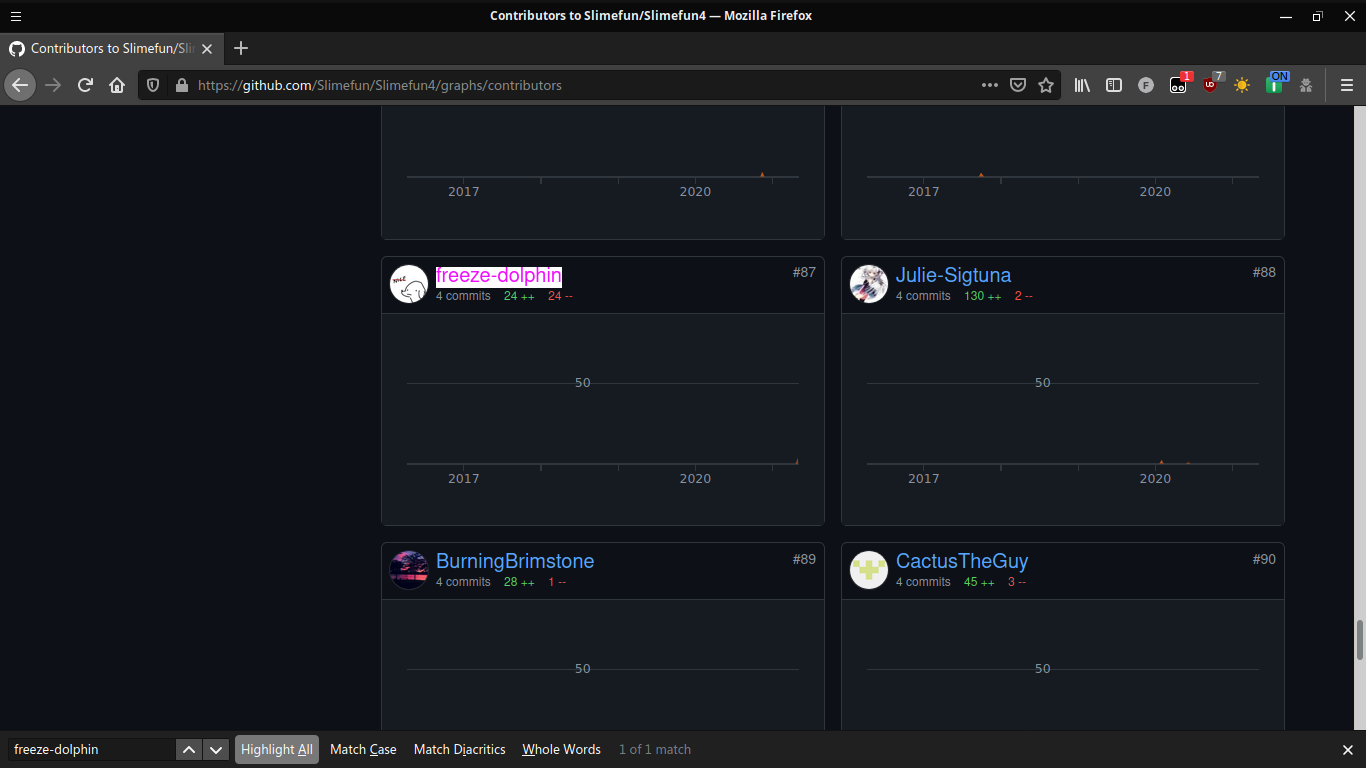 Contributors to Slimefun/Slimefun4 — Mozilla Firefox
Contributors to Slimefun/Sli
https://github.com/Slimefun/Slimefun4/graphs/contributors
F
1
7
ON
2017 2020
2017 2020
freeze-dolphin #87
4 commits 24 ++ 24 --
50
2017 2020
Julie-Sigtuna #88
4 commits 130 ++ 2 --
50
2017 2020
BurningBrimstone #89
4 commits 28 ++ 1 --
50
CactusTheGuy #90
4 commits 45 ++ 3 --
50
freeze-dolphin Highlight All Match Case Match Diacritics Whole Words 1 of 1 match